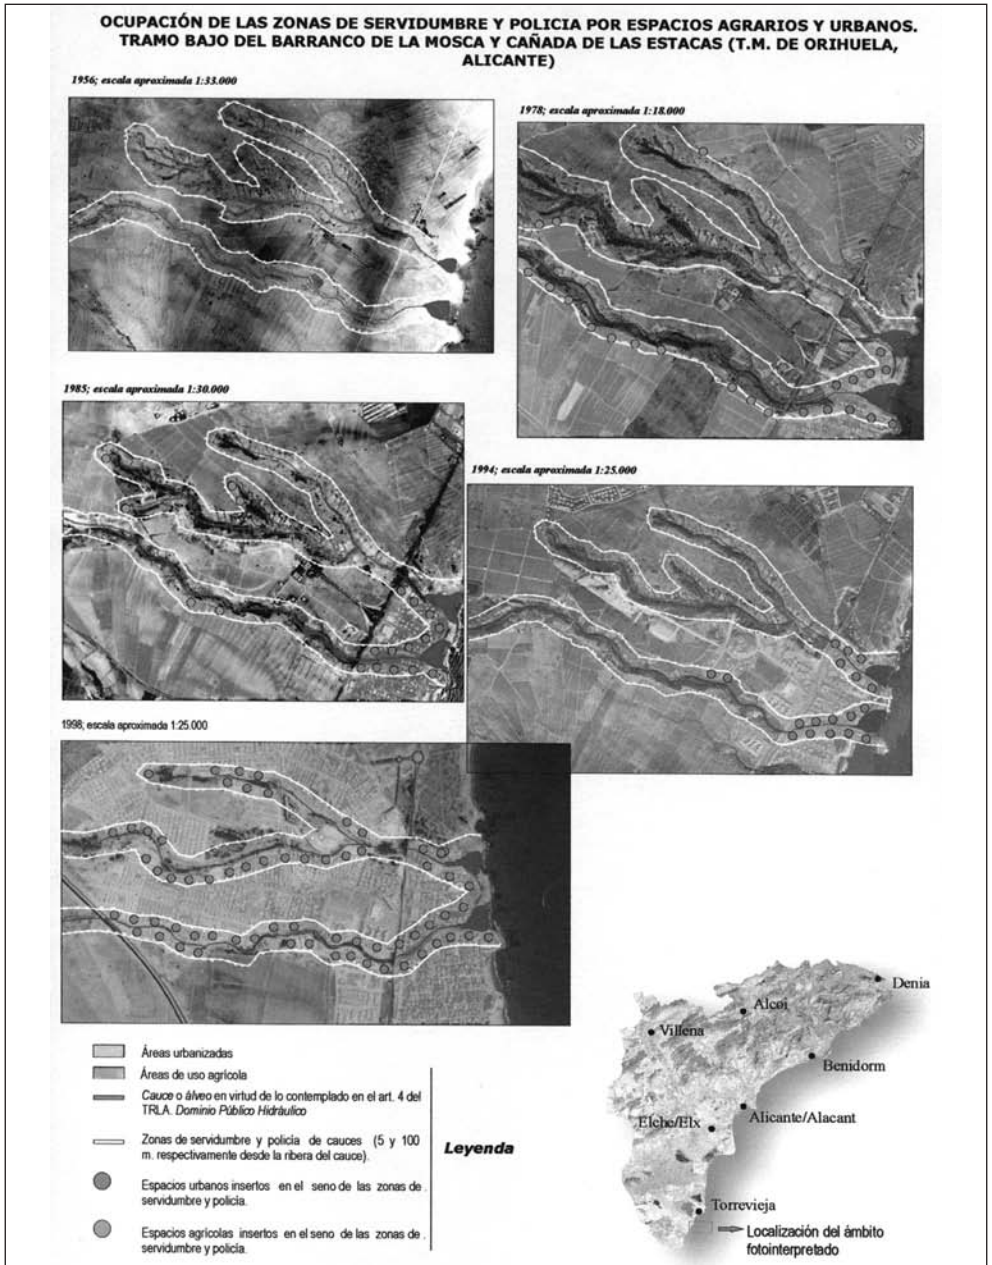 OCUPACIÓN DE LAS ZONAS DE SERVIDUMBRE Y POLICIA POR ESPACIOS AGRARIOS Y URBANOS.
TRAMO BAJO DEL BARRANCO DE LA MOSCA Y CAÑADA DE LAS ESTACAS (T.M. DE ORIHUELA,
ALICANTE)
1956; escala aproximada 1:33.000
1978; escala aproximada 1:18.000
1985; escala aproximada 1:30.000
1994; escala aproximada 1:25.000
1998; escala aproximada 1:25.000
Áreas urbanizadas
Áreas de uso agrícola
Cauce o álveo en virtud de lo contemplado en el art. 4 del
TRLA. Dominio Público Hidráulico
Zonas de servidumbre y policía de cauces (5 y 100
m. respectivamente desde la ribera del cauce).
Espacios urbanos insertos en el seno de las zonas de
servidumbre y policía.
Espacios agrícolas insertos en el seno de las zonas de
servidumbre y policía.
Leyenda
Denia
Alcoi
Villena
Benidorm
Alicante/Alacant
Elche/Elx
Torrevieja
Localización del ámbito
fotointerpretado